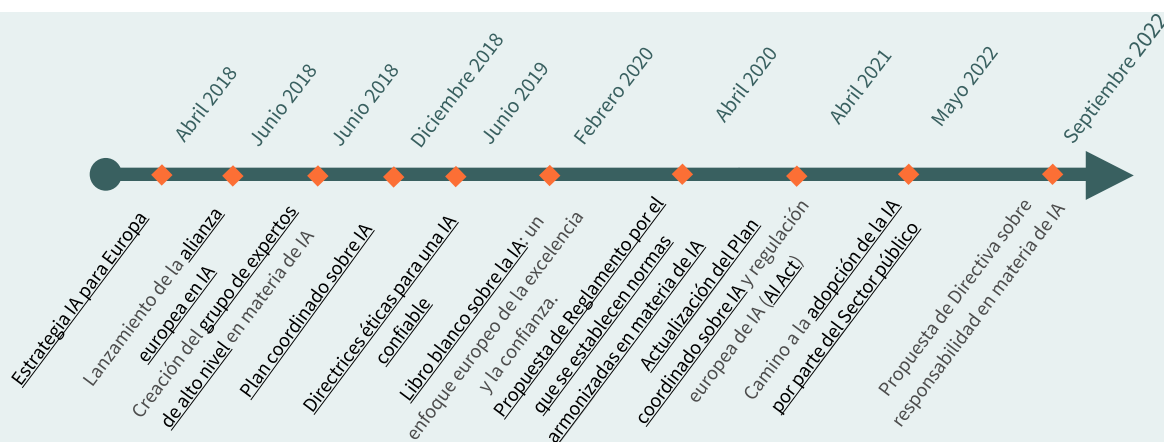 Abril 2018
Junio 2018
Junio 2018
Diciembre 2018
Junio 2019
Febrero 2020
Abril 2020
Abril 2021
Mayo 2022
Septiembre 2022
Estrategia IA para Europa
Lanzamiento de la alianza
europea en IA
Creación del grupo de expertos
de alto nivel en materia de IA
Plan coordinado sobre IA
Directrices éticas para una IA
confiable
Libro blanco sobre la IA: un
enfoque europeo de la excelencia
y la confianza.
Propuesta de Reglamento por el
que se establecen normas
armonizadas en materia de IA
Actualización del Plan
coordinado sobre IA y regulación
europea de IA (AI Act)
Camino a la adopción de la IA
por parte del Sector público
Propuesta de Directiva sobre
responsabilidad en materia de IA